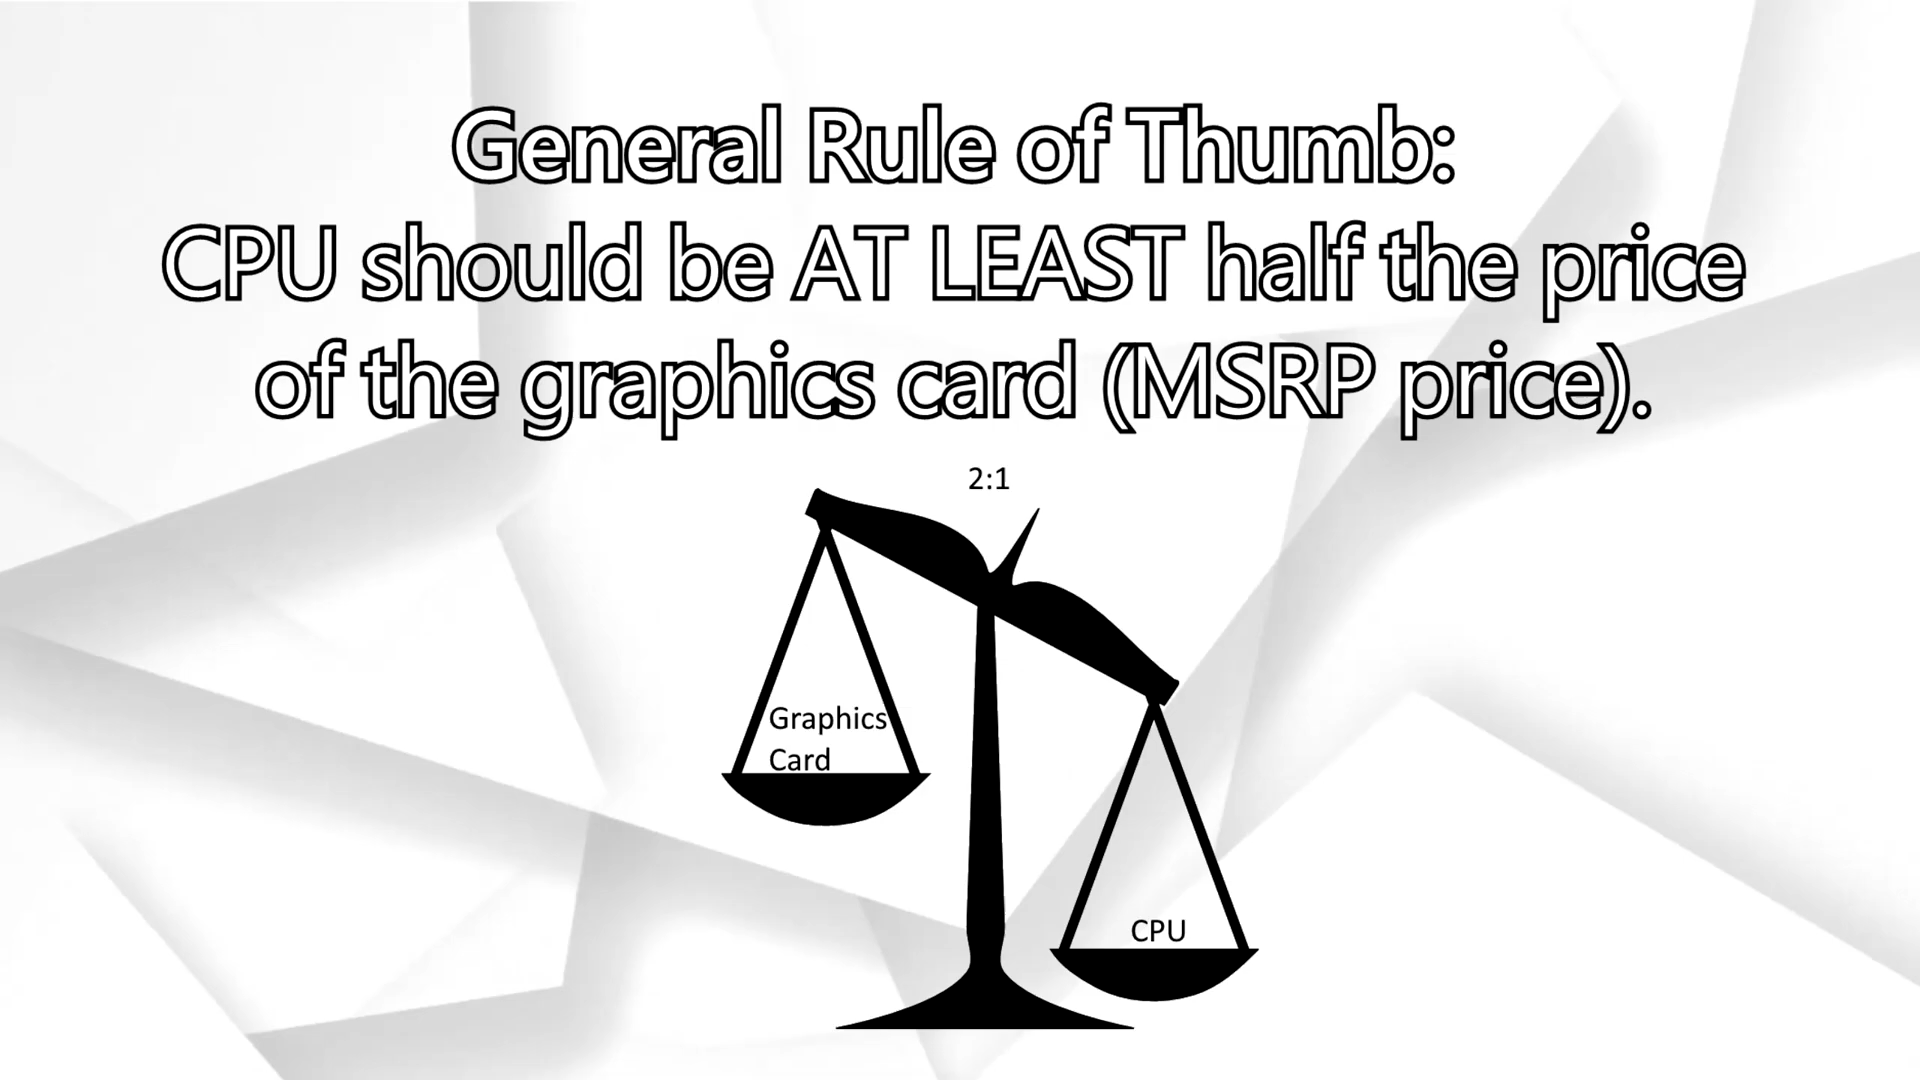 General Rule of Thumb:
CPU should be AT LEAST half the price
of the graphics card (MSRP price).
2:1
Graphics
Card
CPU